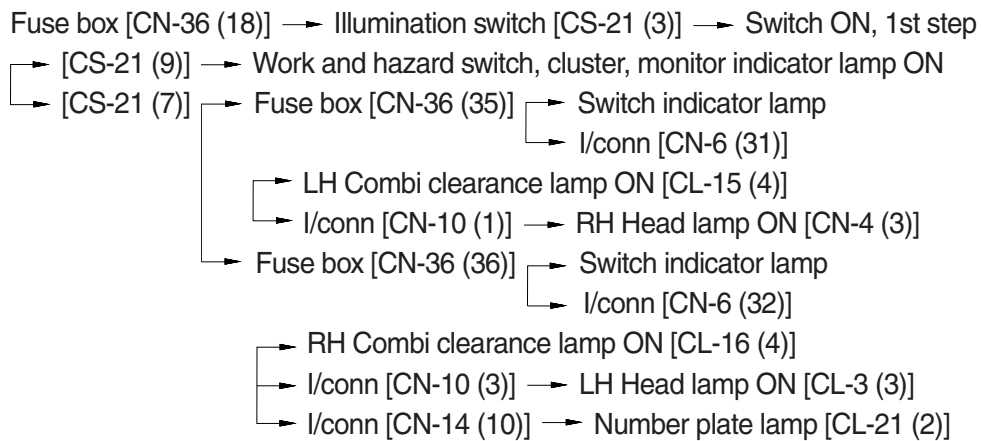 Fuse box [CN-36 (18)] → Illumination switch [CS-21 (3)] → Switch ON, 1st step
[CS-21 (9)] → Work and hazard switch, cluster, monitor indicator lamp ON
[CS-21 (7)] → Fuse box [CN-36 (35)] → Switch indicator lamp
I/conn [CN-6 (31)]
LH Combi clearance lamp ON [CL-15 (4)]
I/conn [CN-10 (1)] → RH Head lamp ON [CN-4 (3)]
Fuse box [CN-36 (36)] → Switch indicator lamp
I/conn [CN-6 (32)]
RH Combi clearance lamp ON [CL-16 (4)]
I/conn [CN-10 (3)] → LH Head lamp ON [CL-3 (3)]
I/conn [CN-14 (10)] → Number plate lamp [CL-21 (2)]